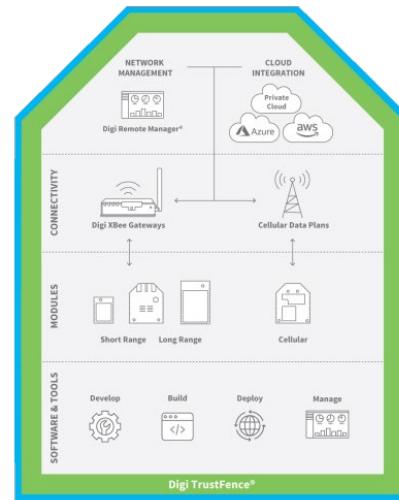 NETWORK
MANAGEMENT
CLOUD
INTEGRATION
Digi Remote Manager®
Private
Cloud
Azure
aws
CONNECTIVITY
Digi XBee Gateways
Cellular Data Plans
MODULES
Short Range
Long Range
Cellular
SOFTWARE & TOOLS
Develop
Build
Deploy
Manage
</>
Digi TrustFence®